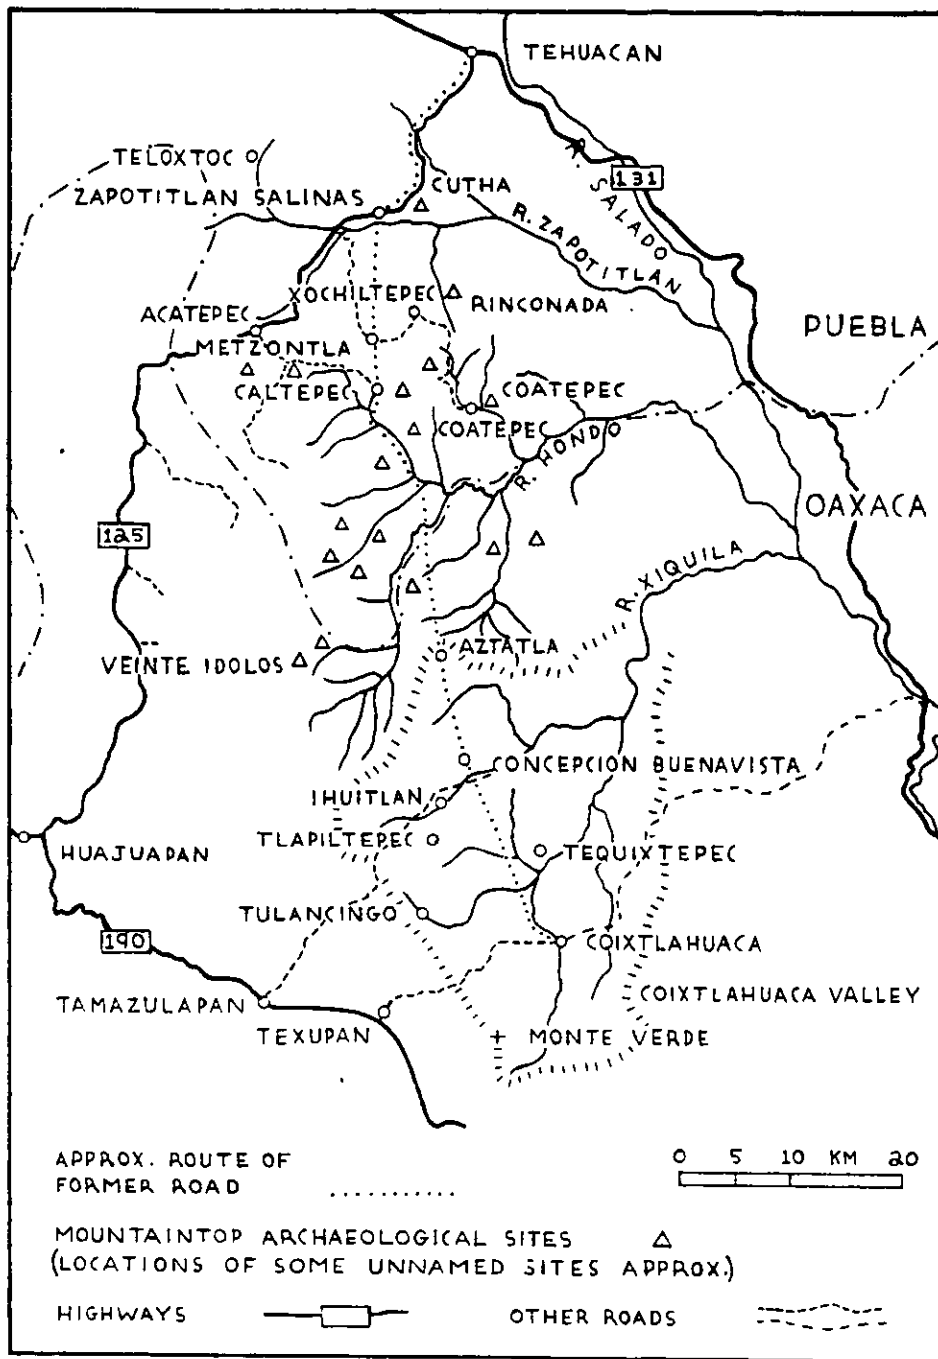 TEHUACAN
TELOXTOC
131
ZAPOTITLAN SALINAS
CUTHA
R. SALADO
R. ZAPOTITLAN
XOCHILTEPEC
RINCONADA
ACATEPEC
PUEBLA
METZONTLA
CALTEPEC
COATEPEC
COATEPEC
R. HONDO
OAXACA
125
R. XIQUILA
AZTATLA
VEINTE IDOLOS
CONCEPCION BUENAVISTA
IHUITLAN
TLAPILTEPEC
TEQUIXTEPEC
HUAJUAPAN
TULANCINGO
190
COIXTLAHUACA
TAMAZULAPAN
COIXTLAHUACA VALLEY
TEXUPAN
MONTE VERDE
APPROX. ROUTE OF
FORMER ROAD
0 5 10 KM 20
MOUNTAINTOP ARCHAEOLOGICAL SITES
(LOCATIONS OF SOME UNNAMED SITES APPROX.)
HIGHWAYS
OTHER ROADS